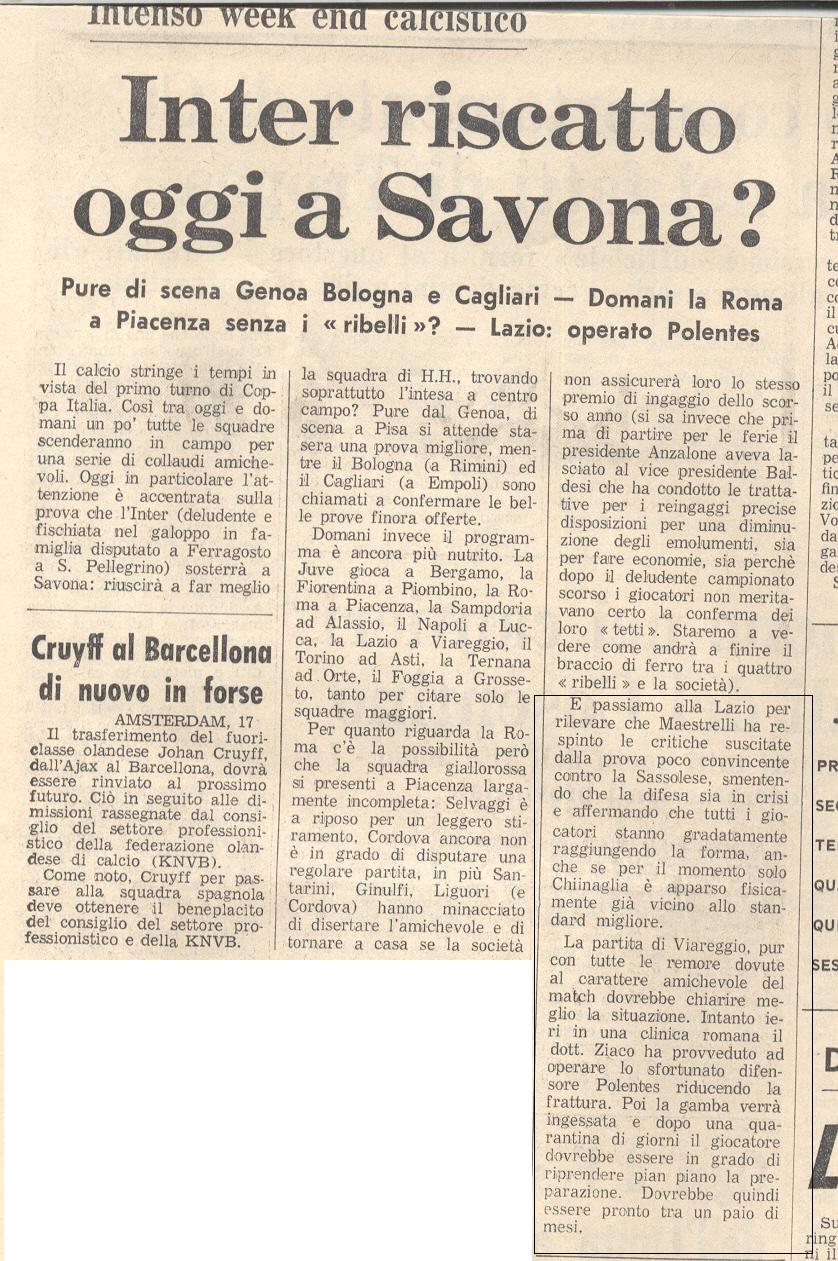 Intenso week end calcistico
Inter riscatto
oggi a Savona?
Pure di scena Genoa Bologna e Cagliari — Domani la Roma
a Piacenza senza i « ribelli »? — Lazio: operato Polentes
Il calcio stringe i tempi in
vista del primo turno di Cop-
pa Italia. Così tra oggi e do-
mani un po' tutte le squadre
scenderanno in campo per
una serie di collaudi amiche-
voli. Oggi in particolare l'at-
tenzione è accentrata sulla
prova che l'Inter (deludente e
fischiata nel galoppo in fa-
miglia disputato a Ferragosto
a S. Pellegrino) sosterrà a
Savona: riuscirà a far meglio
la squadra di H.H., trovando
soprattutto l'intesa a centro
campo? Pure dal Genoa, di
scena a Pisa si attende sta-
sera una prova migliore, men-
tre il Bologna (a Rimini) ed
il Cagliari (a Empoli) sono
chiamati a confermare le bel-
le prove finora offerte.
Domani invece il program-
ma è ancora più nutrito. La
Juve gioca a Bergamo, la
Fiorentina a Piombino, la Ro-
ma a Piacenza, la Sampdoria
ad Alassio, il Napoli a Luc-
ca, la Lazio a Viareggio, il
Torino ad Asti, la Ternana
ad Orte, il Foggia a Grosse-
to, tanto per citare solo le
squadre maggiori.
Per quanto riguarda la Ro-
ma c'è la possibilità però
che la squadra giallorossa
si presenti a Piacenza larga-
mente incompleta: Selvaggi è
a riposo per un leggero sti-
ramento, Cordova ancora non
è in grado di disputare una
regolare partita, in più San-
tarini, Ginulfi, Liguori (e
Cordova) hanno minacciato
di disertare l'amichevole e di
tornare a casa se la società
non assicurerà loro lo stesso
premio di ingaggio dello scor-
so anno (si sa invece che pri-
ma di partire per le ferie il
presidente Anzalone aveva la-
sciato al vice presidente Bal-
desi che ha condotto le tratta-
tive per i reingaggi precise
disposizioni per una diminu-
zione degli emolumenti, sia
per fare economie, sia perchè
dopo il deludente campionato
scorso i giocatori non merita-
vano certo la conferma dei
loro « tetti ». Staremo a ve-
dere come andrà a finire il
braccio di ferro tra i quattro
« ribelli » e la società).
E passiamo alla Lazio per
rilevare che Maestrelli ha re-
spinto le critiche suscitate
dalla prova poco convincente
contro la Sassolese, smenten-
do che la difesa sia in crisi
e affermando che tutti i gio-
catori stanno gradatamente
raggiungendo la forma, an-
che se per il momento solo
Chiinaglia è apparso fisica-
mente già vicino allo stan-
dard migliore.
La partita di Viareggio, pur
con tutte le remore dovute
al carattere amichevole del
match dovrebbe chiarire me-
glio la situazione. Intanto ie-
ri in una clinica romana il
dott. Ziaco ha provveduto ad
operare lo sfortunato difen-
sore Polentes riducendo la
frattura. Poi la gamba verrà
ingessata e dopo una qua-
rantina di giorni il giocatore
dovrebbe essere in grado di
riprendere pian piano la pre-
parazione. Dovrebbe quindi
essere pronto tra un paio di
mesi.
Cruyff al Barcellona
di nuovo in forse
AMSTERDAM, 17
Il trasferimento del fuori-
classe olandese Johan Cruyff,
dall'Ajax al Barcellona, dovrà
essere rinviato al prossimo
futuro. Ciò in seguito alle di-
missioni rassegnate dal consi-
glio del settore professioni-
stico della federazione olan-
dese di calcio (KNVB).
Come noto, Cruyff per pas-
sare alla squadra spagnola
deve ottenere il beneplacito
del consiglio del settore pro-
fessionistico e della KNVB.